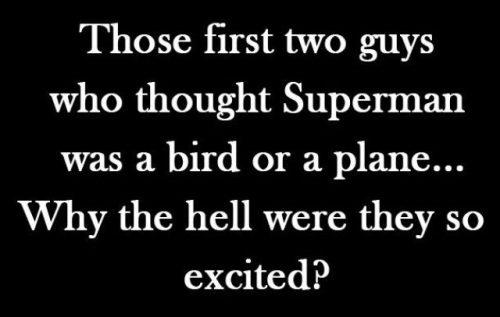 Those first two guys
who thought Superman
was a bird or a plane...
Why the hell were they so
excited?